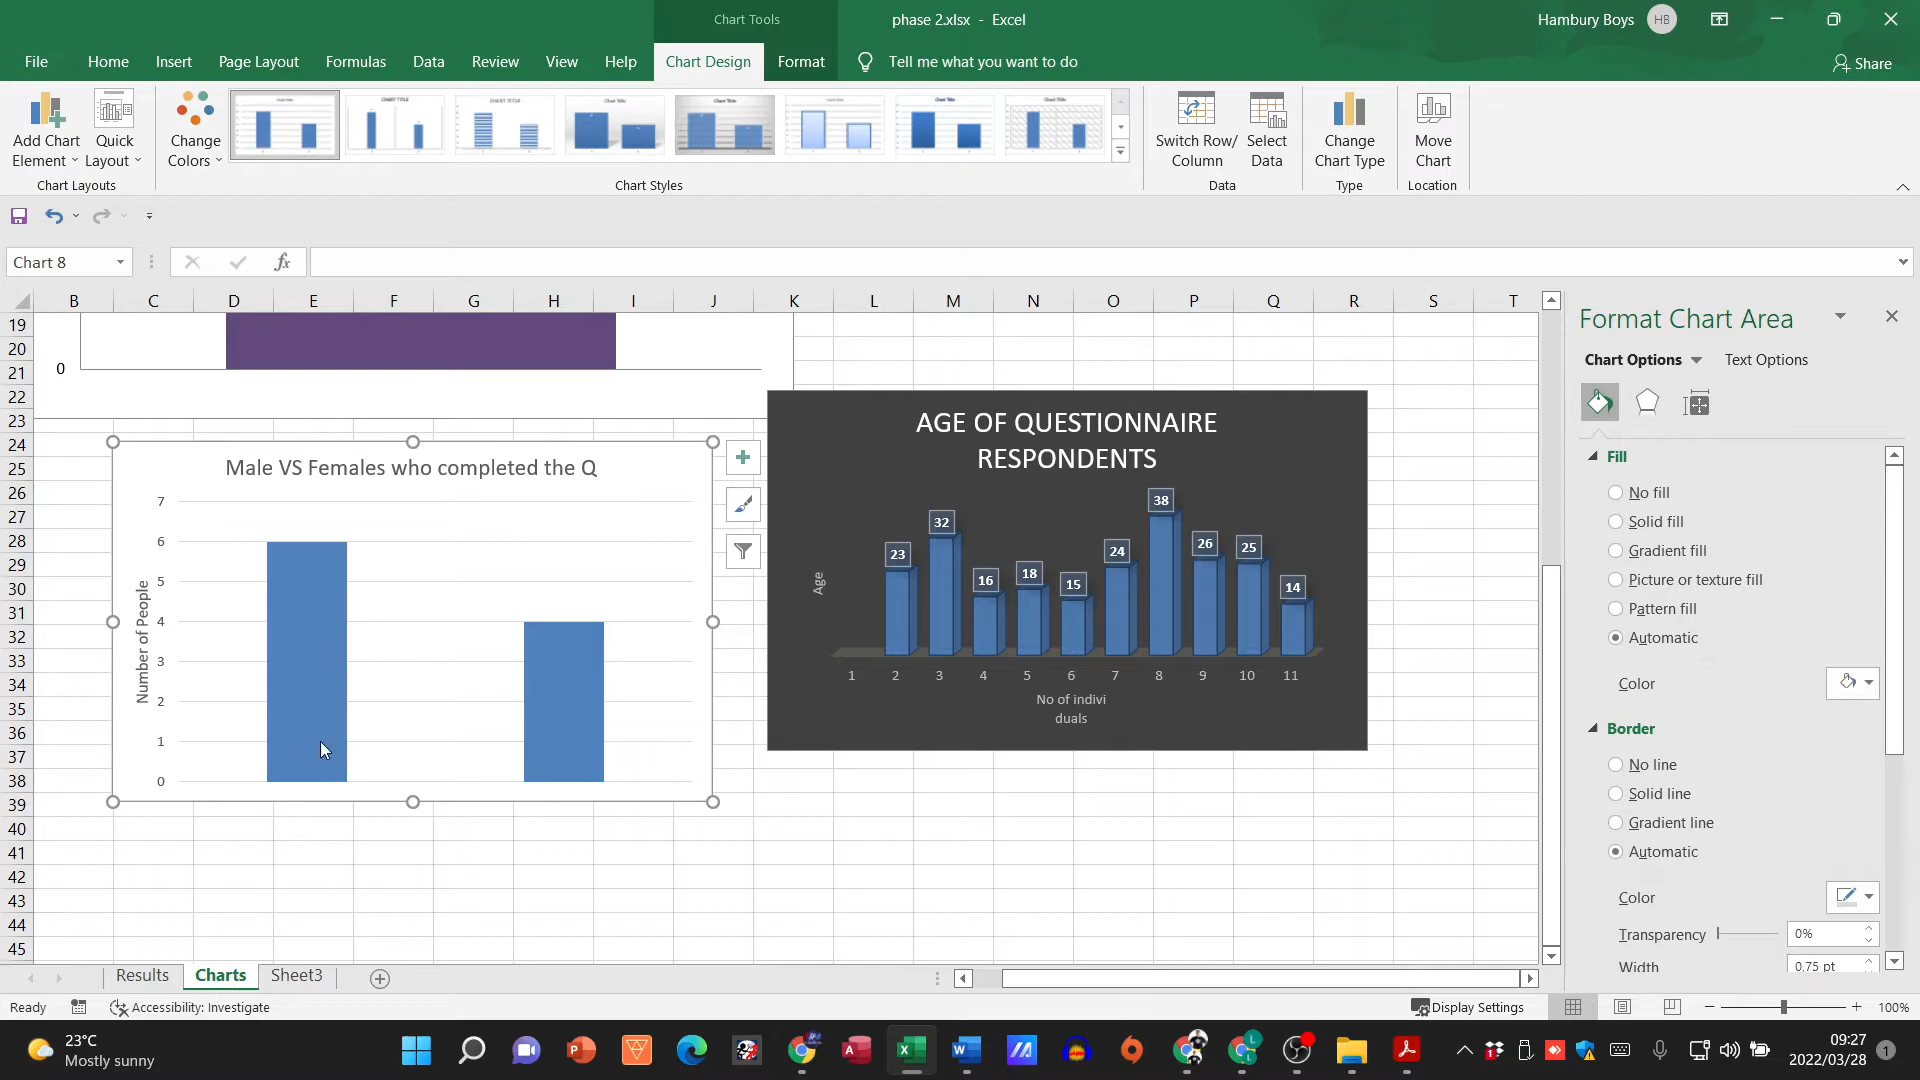 Chart Tools
phase 2.xlsx - Excel
Hambury Boys
HB
File
Home
Insert
Page Layout
Formulas
Data
Review
View
Help
Chart Design
Format
Tell me what you want to do
Share
Add Chart
Element
Quick
Layout
Change
Colors
Switch Row/
Column
Select
Data
Change
Chart Type
Move
Chart
Chart Layouts
Chart Styles
Data
Type
Location
Chart 8
fx
B C D E F G H I J K L M N O P Q R S T
19
20
21
22
23
24
25
26
27
28
29
30
31
32
33
34
35
36
37
38
39
40
41
42
43
44
45
0
Male VS Females who completed the Q
7
6
5
4
3
2
1
0
Number of People
AGE OF QUESTIONNAIRE
RESPONDENTS
23 32 16 18 15 24 38 26 25 14
Age
1 2 3 4 5 6 7 8 9 10 11
No of indivi
duals
Format Chart Area
Chart Options
Text Options
Fill
No fill
Solid fill
Gradient fill
Picture or texture fill
Pattern fill
Automatic
Color
Border
No line
Solid line
Gradient line
Automatic
Color
Transparency
0%
Width
0,75 pt
Results
Charts
Sheet3
Ready
Accessibility: Investigate
Display Settings
100%
23°C
Mostly sunny
09:27
2022/03/28
1